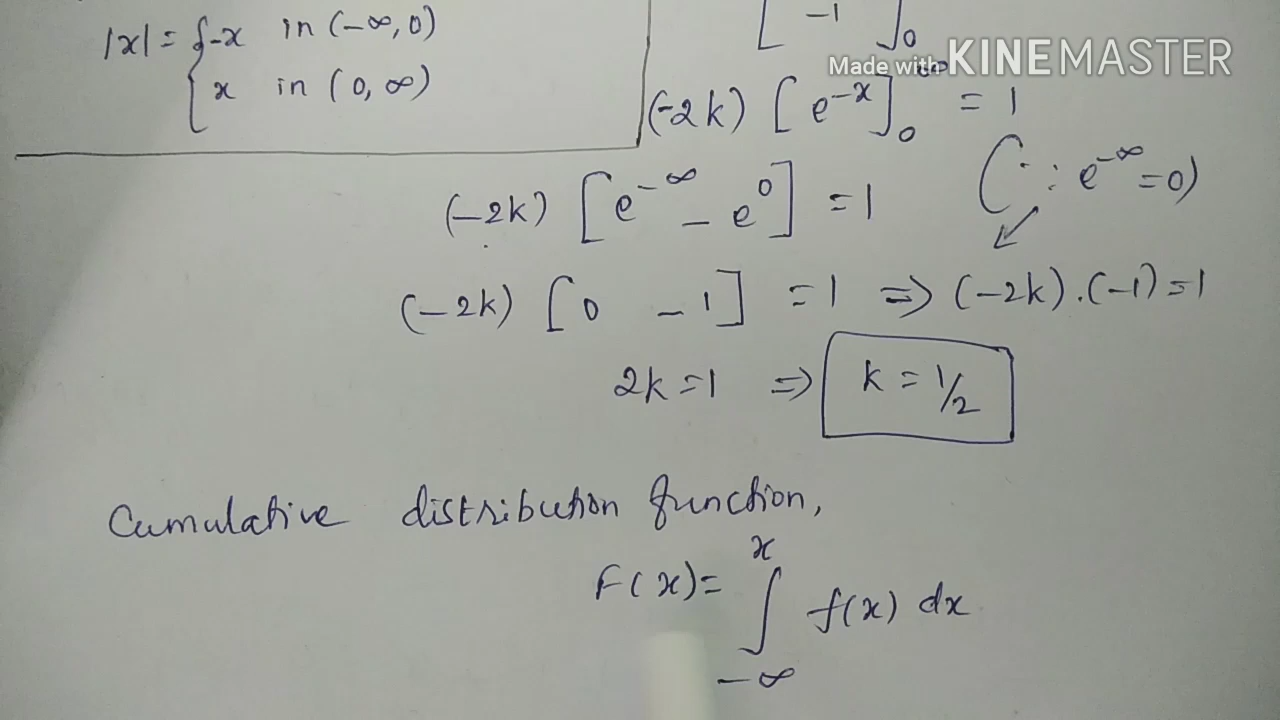 |x| = { -x in (-∞, 0)
x in (0, ∞)
[ -1 ]₀
Made with KINEMASTER
(-2k) [e^{-x}]₀^∞ = 1
(-2k) [e^{-∞} - e^0] = 1 (∵ e^{-∞} = 0)
(-2k) [0 - 1] = 1 ⇒ (-2k).(-1) = 1
2k = 1 ⇒ k = 1/2
Cumulative distribution function,
F(x) = ∫_{-∞}^{x} f(x) dx